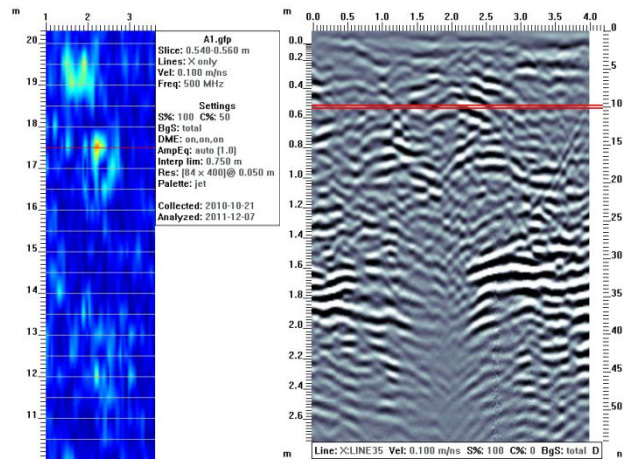 m
1 2 3
20
19
18
17
16
15
14
13
12
11
m
A1.gfp
Slice: 0.540-0.560 m
Lines: X only
Vel: 0.100 m/ns
Freq: 500 MHz
Settings
S%: 100 C%: 50
BgS: total
DME: on,on,on
AmpEq: auto [1.0]
Interp lim: 0.750 m
Res: [84 x 400]@ 0.050 m
Palette: jet
Collected: 2010-10-21
Analyzed: 2011-12-07
m 0.0 0.5 1.0 1.5 2.0 2.5 3.0 3.5 4.0 0
0.0
0.2
0.4
0.6
0.8
1.0
1.2
1.4
1.6
1.8
2.0
2.2
2.4
2.6
m
5
10
15
20
25
30
35
40
45
50
n
Line: X:LINE35 Vel: 0.100 m/ns S%: 100 C%: 0 BgS: total D